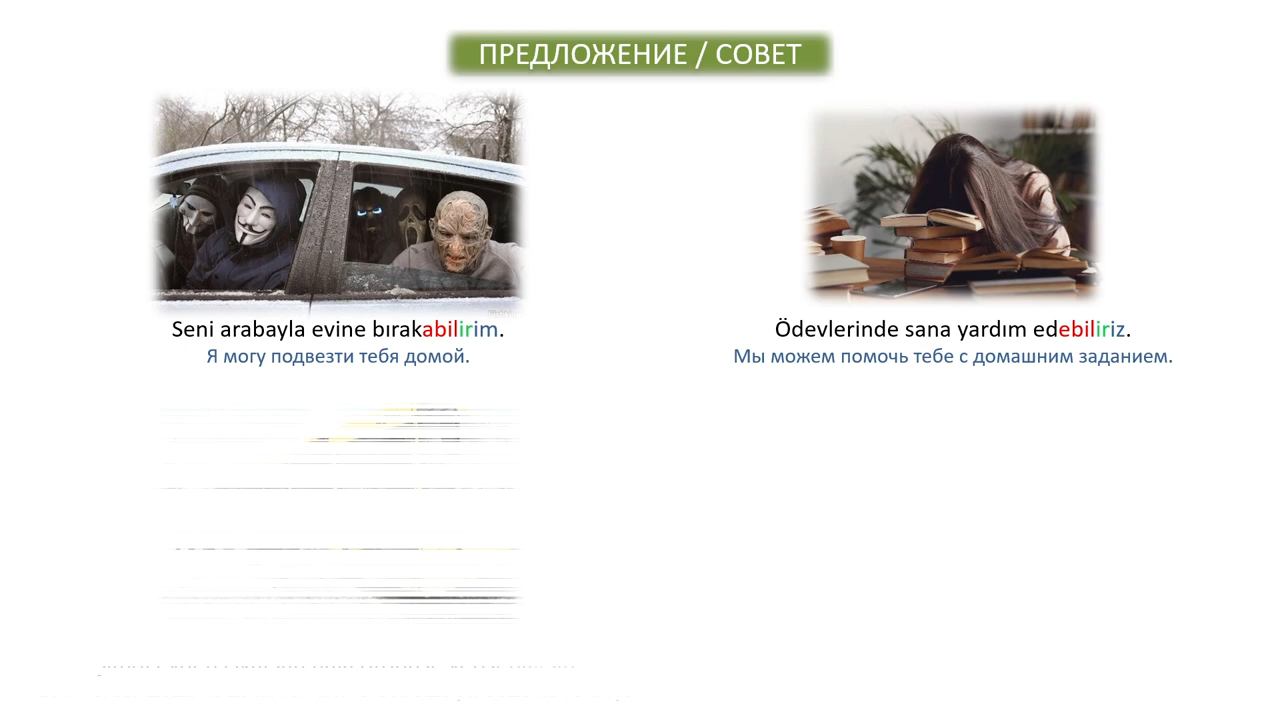 ПРЕДЛОЖЕНИЕ / СОВЕТ
Seni arabayla evine bırakabilirim.
Я могу подвезти тебя домой.
Ödevlerinde sana yardım edebiliriz.
Мы можем помочь тебе с домашним заданием.